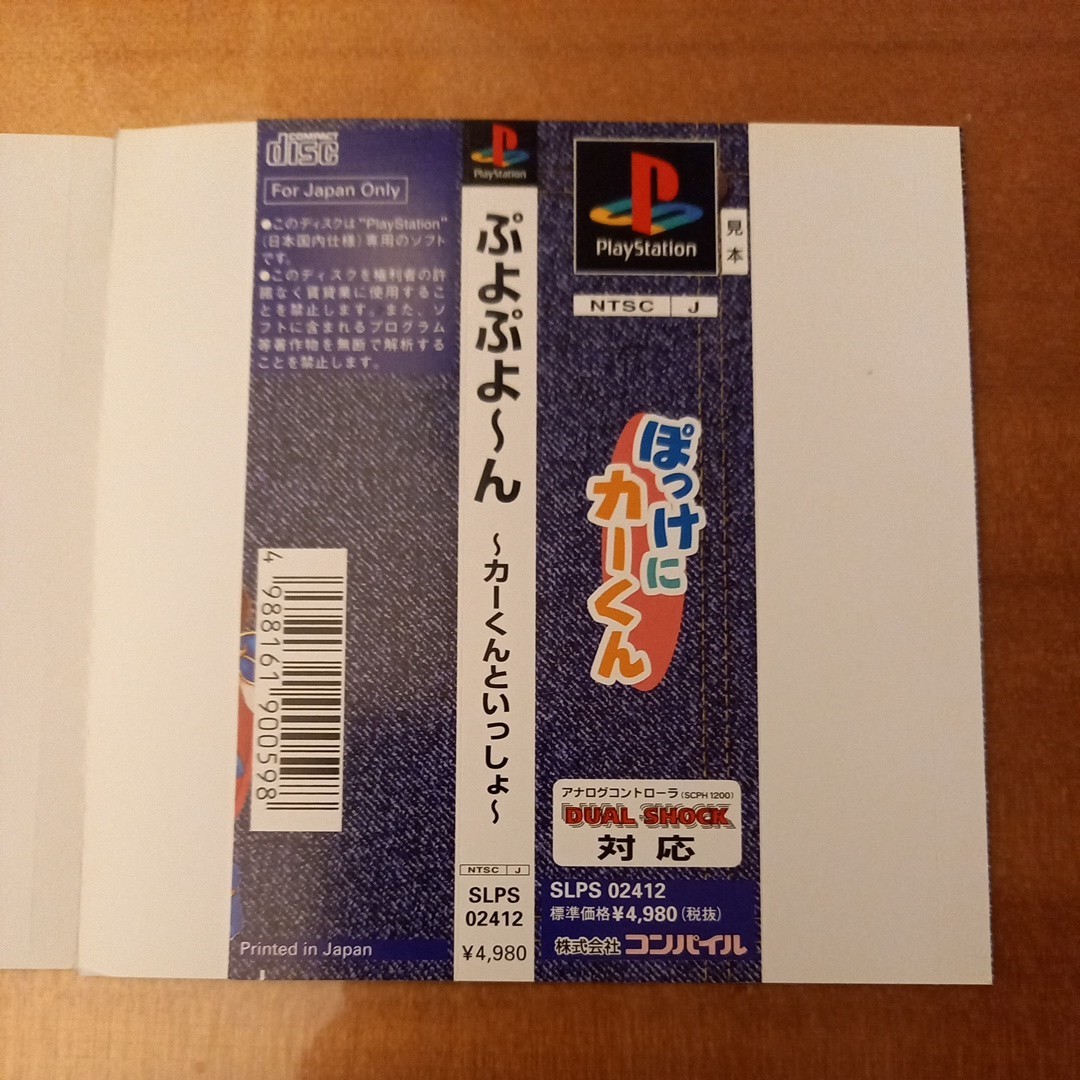 COMPACT
disc
For Japan Only
●このディスクは"PlayStation"
(日本国内仕様)専用のソフト
です。
●このディスクを権利者の許
諾なく賃貸業に使用するこ
とを禁止します。また、ソ
フトに含まれるプログラム
等著作物を無断で解析する
ことを禁止します。
4 988161 900598
Printed in Japan
PlayStation
ぷよぷよ～ん
～カーくんといっしょ～
NTSC J
SLPS
02412
¥4,980
PlayStation
見本
NTSC J
ぽっけに
カーくん
アナログコントローラ(SCPH 1200)
DUAL SHOCK
対応
SLPS 02412
標準価格¥4,980(税抜)
株式会社コンパイル